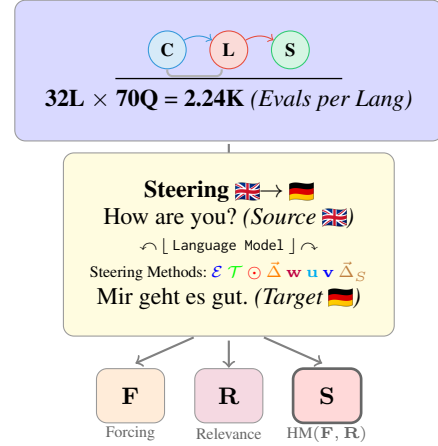 C L S
32L × 70Q = 2.24K (Evals per Lang)
Steering 🇬🇧 → 🇩🇪
How are you? (Source 🇬🇧)
↶ ⌊ Language Model ⌋ ↷
Steering Methods: ℰ 𝒯 ⊙ Δ⃗ w u v Δ⃗_S
Mir geht es gut. (Target 🇩🇪)
F R S
Forcing Relevance HM(F, R)